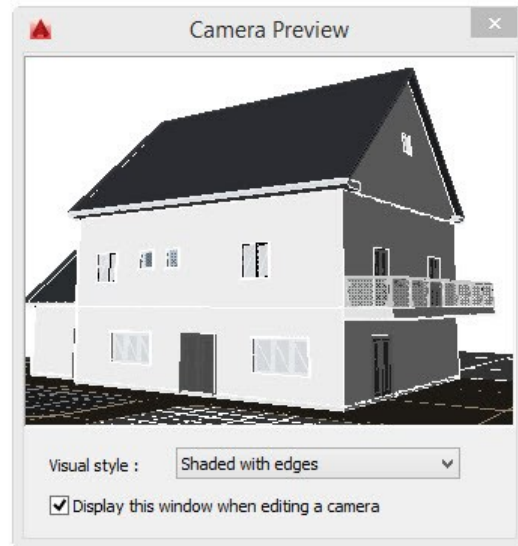 Camera Preview
Visual style :
Shaded with edges
Display this window when editing a camera